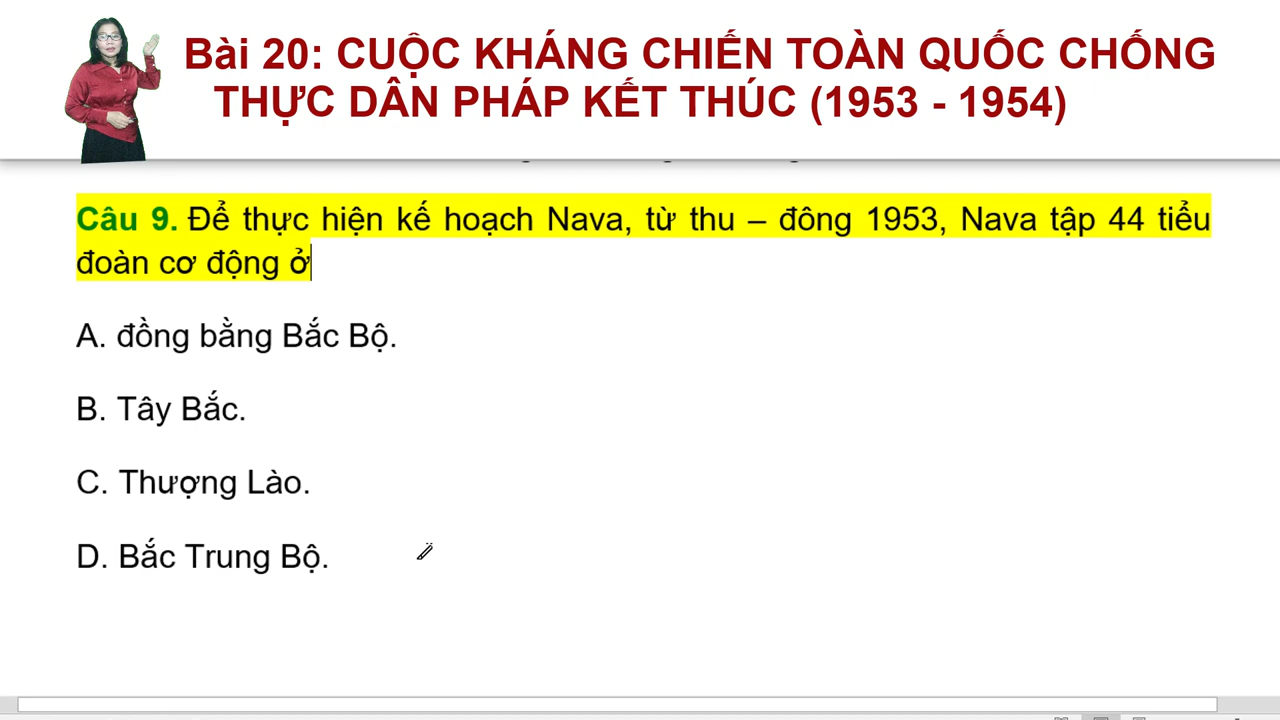 Bài 20: CUỘC KHÁNG CHIẾN TOÀN QUỐC CHỐNG
THỰC DÂN PHÁP KẾT THÚC (1953 - 1954)
Câu 9. Để thực hiện kế hoạch Nava, từ thu – đông 1953, Nava tập 44 tiểu
đoàn cơ động ở
A. đồng bằng Bắc Bộ.
B. Tây Bắc.
C. Thượng Lào.
D. Bắc Trung Bộ.